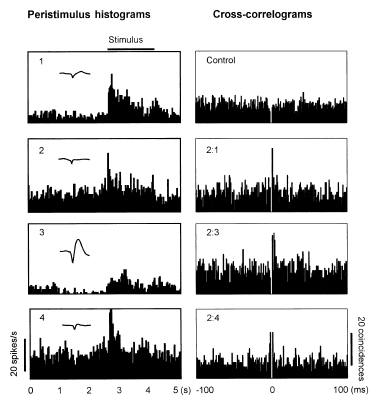 Peristimulus histograms
Cross-correlograms
Stimulus
1
Control
2
2:1
3
2:3
4
2:4
20 spikes/s
20 coincidences
0 1 2 3 4 5 (s)
-100 0 100 (ms)